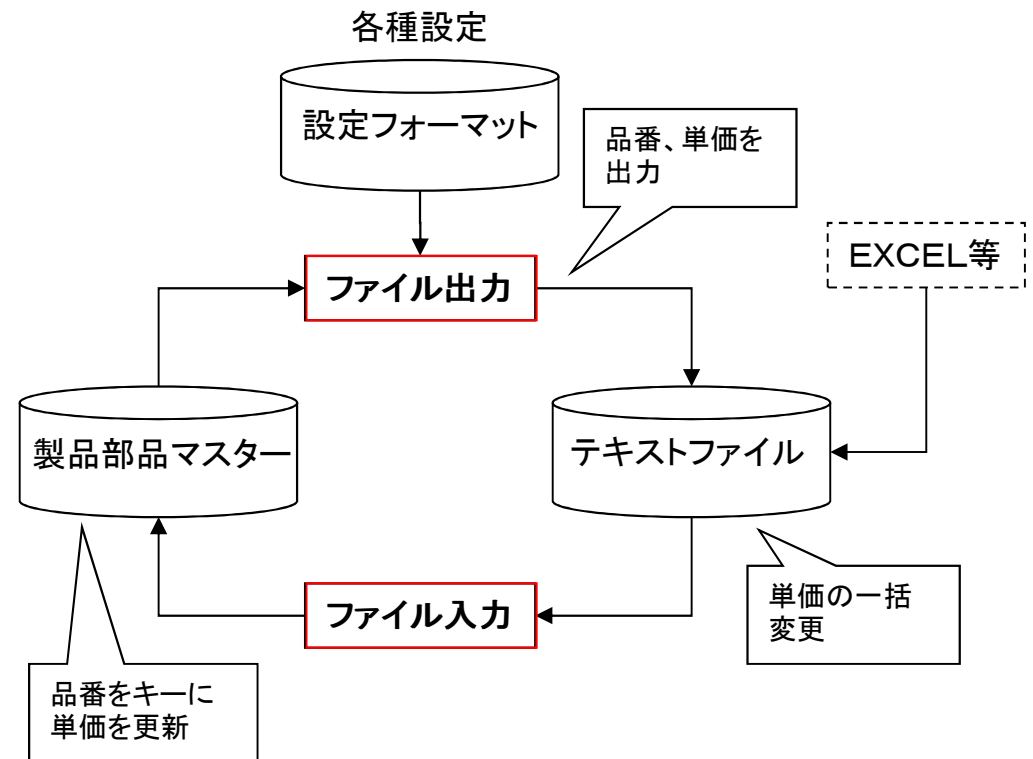 各種設定
設定フォーマット
品番、単価を
出力
EXCEL等
ファイル出力
製品部品マスター
テキストファイル
ファイル入力
単価の一括
変更
品番をキーに
単価を更新